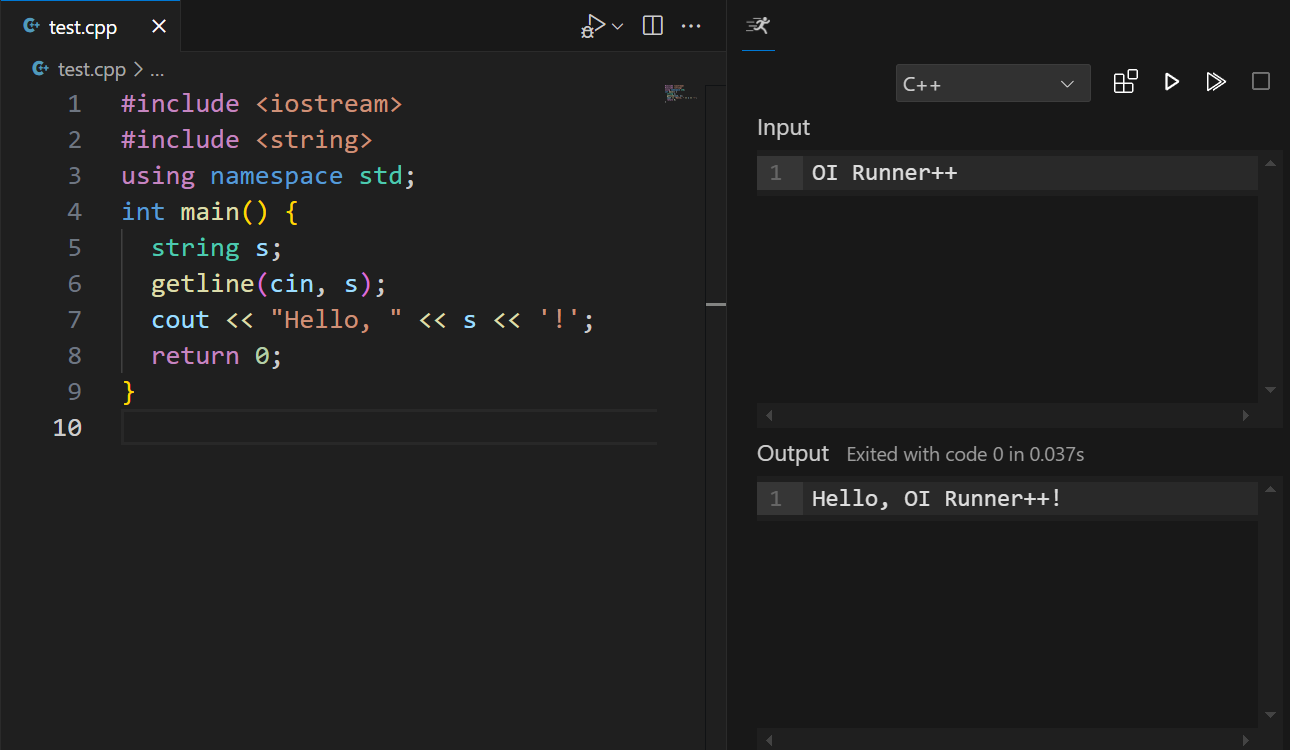 test.cpp
test.cpp > ...
1 #include <iostream>
2 #include <string>
3 using namespace std;
4 int main() {
5   string s;
6   getline(cin, s);
7   cout << "Hello, " << s << '!';
8   return 0;
9 }
10
C++
Input
1 OI Runner++
Output Exited with code 0 in 0.037s
1 Hello, OI Runner++!